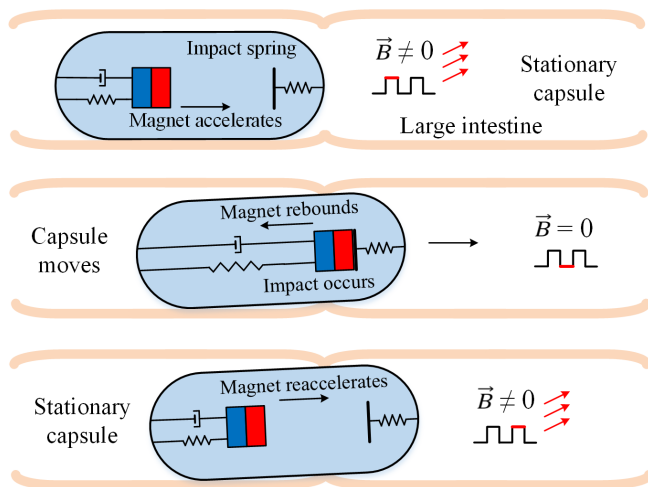 Impact spring
Magnet accelerates
B⃗ ≠ 0
Stationary
capsule
Large intestine
Capsule
moves
Magnet rebounds
Impact occurs
B⃗ = 0
Stationary
capsule
Magnet reaccelerates
B⃗ ≠ 0